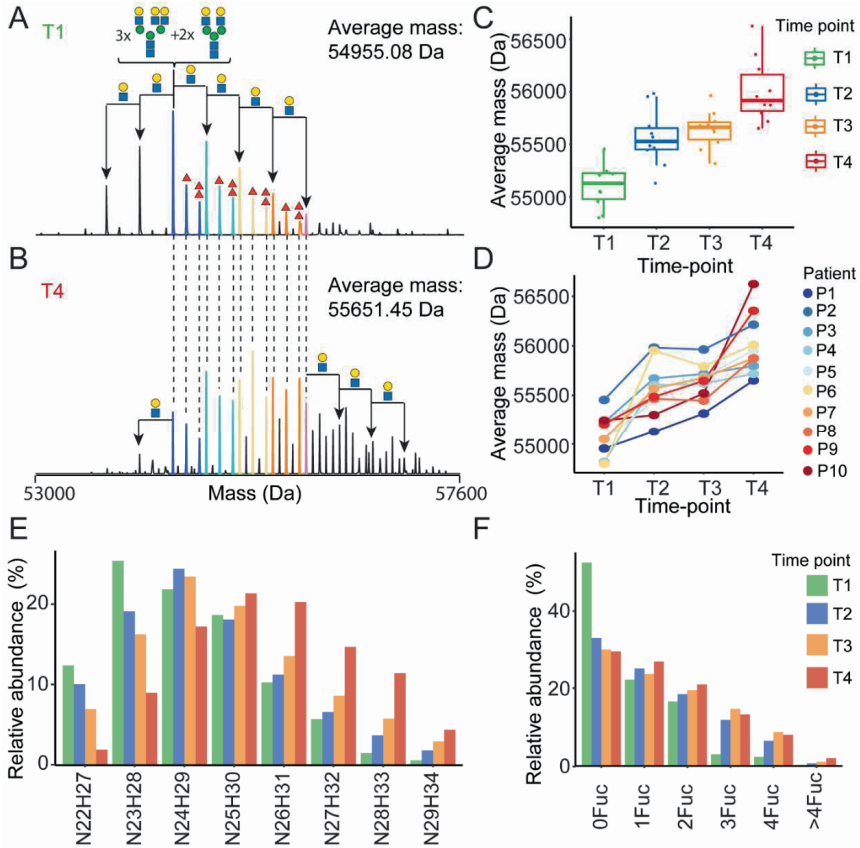 A
T1
3x
+2x
Average mass:
54955.08 Da
B
T4
Average mass:
55651.45 Da
53000
Mass (Da)
57600
C
Average mass (Da)
56500
56000
55500
55000
T1
T2
T3
T4
Time-point
Time point
T1
T2
T3
T4
D
Average mass (Da)
56500
56000
55500
55000
T1
T2
T3
T4
Time-point
Patient
P1
P2
P3
P4
P5
P6
P7
P8
P9
P10
E
Relative abundance (%)
20
10
0
N22H27
N23H28
N24H29
N25H30
N26H31
N27H32
N28H33
N29H34
F
Relative abundance (%)
40
20
0
0Fuc
1Fuc
2Fuc
3Fuc
4Fuc
>4Fuc
Time point
T1
T2
T3
T4